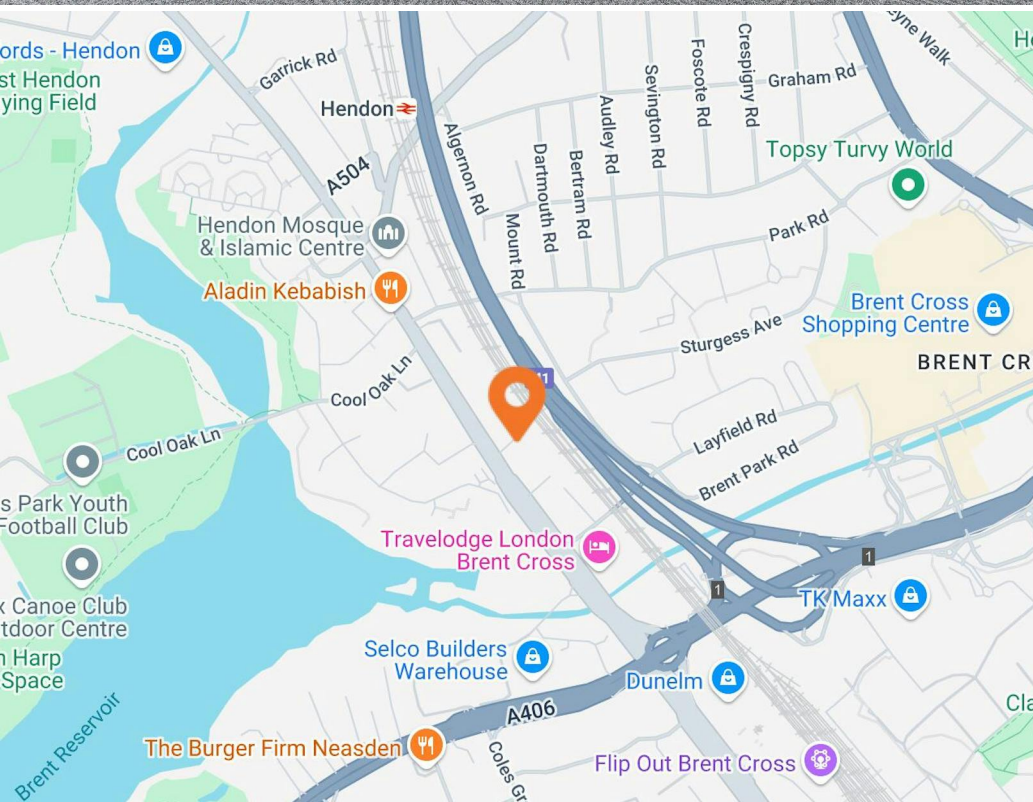 ords - Hendon
Garrick Rd
eyne Walk
st Hendon
ying Field
Hendon
Foscote Rd
Crespigny Rd
Graham Rd
Sevington Rd
Audley Rd
Algernon Rd
Dartmouth Rd
Bertram Rd
Topsy Turvy World
A504
Hendon Mosque
& Islamic Centre
Mount Rd
Park Rd
Aladin Kebabish
Brent Cross
Shopping Centre
Sturgess Ave
BRENT CR
Cool Oak Ln
Cool Oak Ln
Layfield Rd
Brent Park Rd
s Park Youth
Football Club
Travelodge London
Brent Cross
1
1
TK Maxx
x Canoe Club
tdoor Centre
Selco Builders
Warehouse
n Harp
Space
Dunelm
A406
Cla
Brent Reservoir
The Burger Firm Neasden
Coles Gr
Flip Out Brent Cross